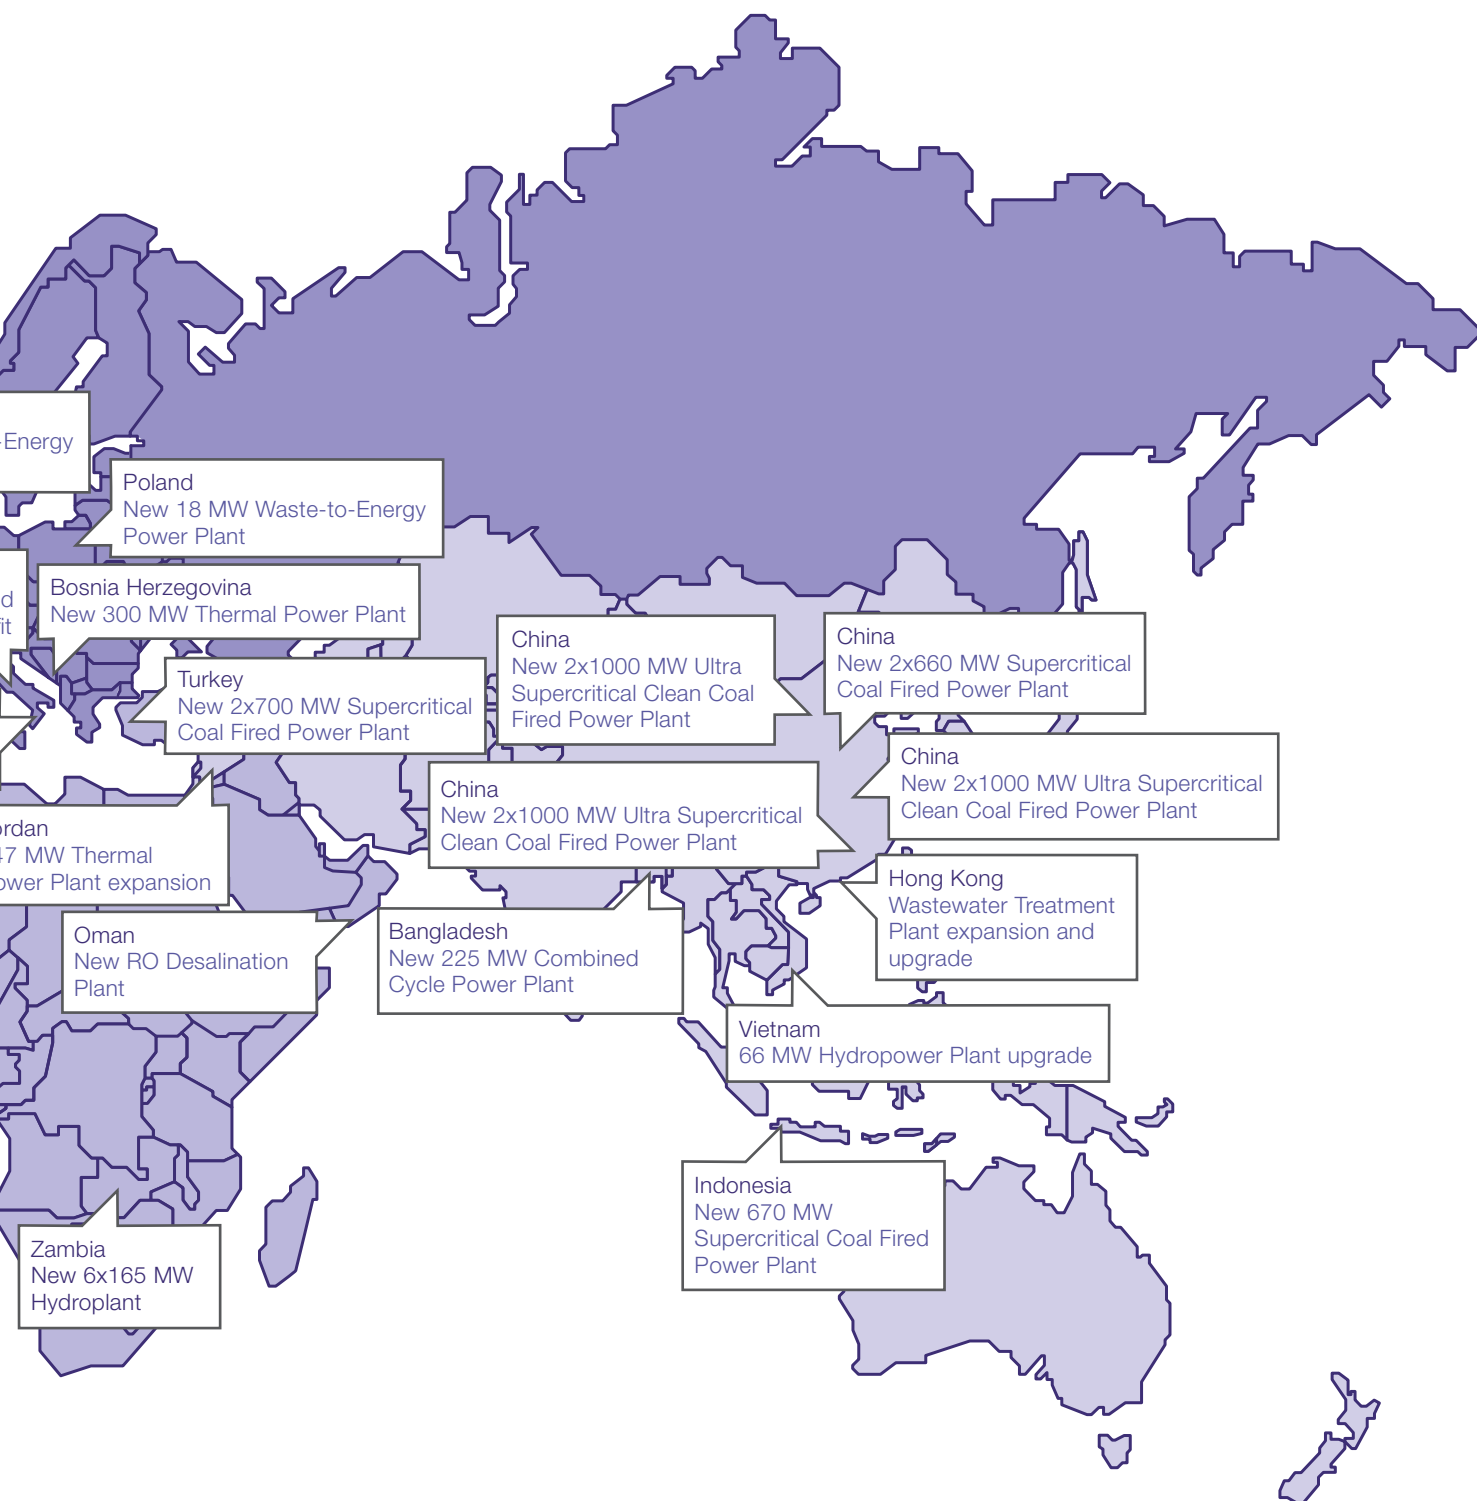 -Energy
Poland
New 18 MW Waste-to-Energy
Power Plant
d
fit
Bosnia Herzegovina
New 300 MW Thermal Power Plant
China
New 2x1000 MW Ultra
Supercritical Clean Coal
Fired Power Plant
China
New 2x660 MW Supercritical
Coal Fired Power Plant
Turkey
New 2x700 MW Supercritical
Coal Fired Power Plant
China
New 2x1000 MW Ultra Supercritical
Clean Coal Fired Power Plant
China
New 2x1000 MW Ultra Supercritical
Clean Coal Fired Power Plant
ordan
47 MW Thermal
ower Plant expansion
Hong Kong
Wastewater Treatment
Plant expansion and
upgrade
Oman
New RO Desalination
Plant
Bangladesh
New 225 MW Combined
Cycle Power Plant
Vietnam
66 MW Hydropower Plant upgrade
Indonesia
New 670 MW
Supercritical Coal Fired
Power Plant
Zambia
New 6x165 MW
Hydroplant